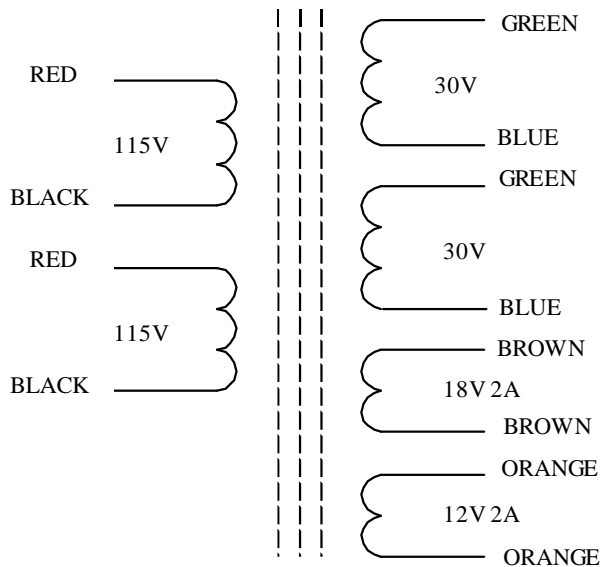 RED
115V
BLACK
RED
115V
BLACK
GREEN
30V
BLUE
GREEN
30V
BLUE
BROWN
18V 2A
BROWN
ORANGE
12V 2A
ORANGE